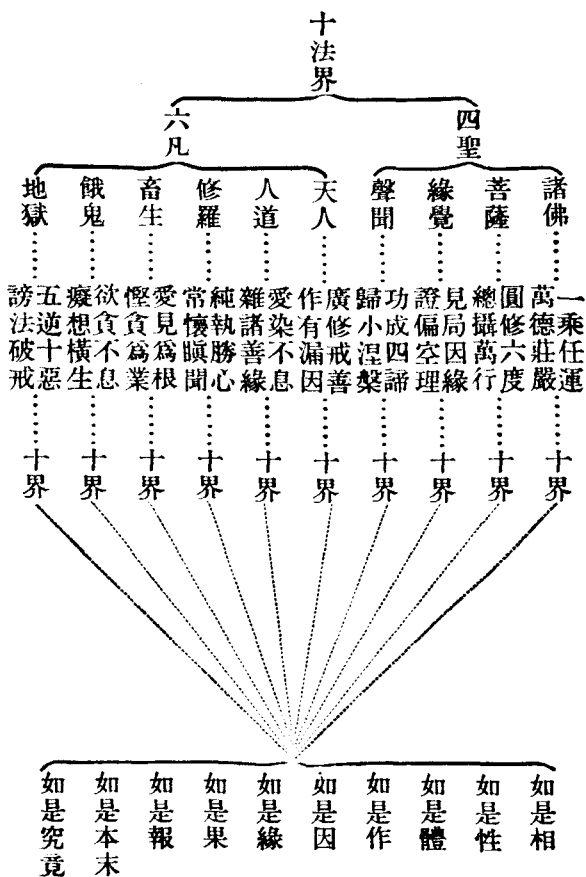 十法界
四聖
六凡
諸佛
菩薩
緣覺
聲聞
天人
人道
修羅
畜生
餓鬼
地獄
一乘任運
萬德莊嚴
圓修六度
總攝萬行
見局因緣
證偏空理
功成四諦
歸小涅槃
廣修戒善
作有漏因
愛染不息
雜諸善緣
純執勝心
常懷瞋聞
愛見爲根
慳貪爲業
欲貪不息
癡想橫生
五逆十惡
謗法破戒
十界
十界
十界
十界
十界
十界
十界
十界
十界
十界
如是相
如是性
如是體
如是作
如是因
如是緣
如是果
如是報
如是本末
如是究竟